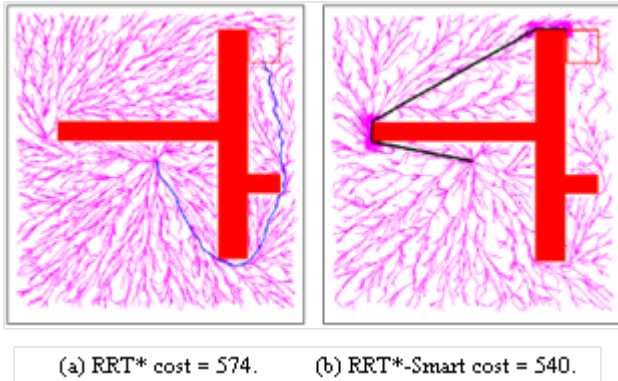 (a) RRT* cost = 574. (b) RRT*-Smart cost = 540.